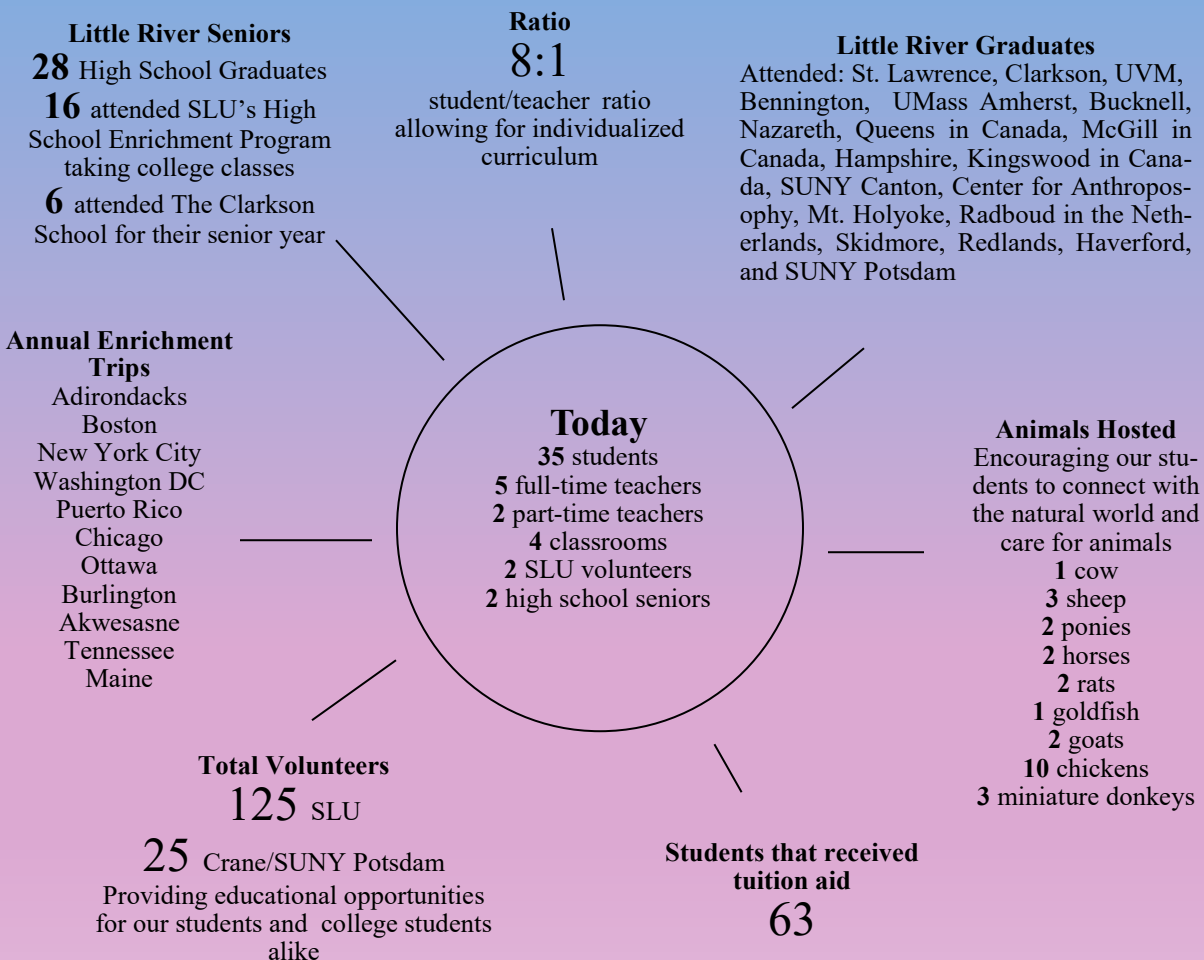 Little River Seniors
28 High School Graduates
16 attended SLU's High
School Enrichment Program
taking college classes
6 attended The Clarkson
School for their senior year
Ratio
8:1
student/teacher ratio
allowing for individualized
curriculum
Little River Graduates
Attended: St. Lawrence, Clarkson, UVM,
Bennington, UMass Amherst, Bucknell,
Nazareth, Queens in Canada, McGill in
Canada, Hampshire, Kingswood in Cana-
da, SUNY Canton, Center for Anthropos-
ophy, Mt. Holyoke, Radboud in the Neth-
erlands, Skidmore, Redlands, Haverford,
and SUNY Potsdam
Annual Enrichment
Trips
Adirondacks
Boston
New York City
Washington DC
Puerto Rico
Chicago
Ottawa
Burlington
Akwesasne
Tennessee
Maine
Today
35 students
5 full-time teachers
2 part-time teachers
4 classrooms
2 SLU volunteers
2 high school seniors
Animals Hosted
Encouraging our stu-
dents to connect with
the natural world and
care for animals
1 cow
3 sheep
2 ponies
2 horses
2 rats
1 goldfish
2 goats
10 chickens
3 miniature donkeys
Total Volunteers
125 SLU
25 Crane/SUNY Potsdam
Providing educational opportunities
for our students and college students
alike
Students that received
tuition aid
63